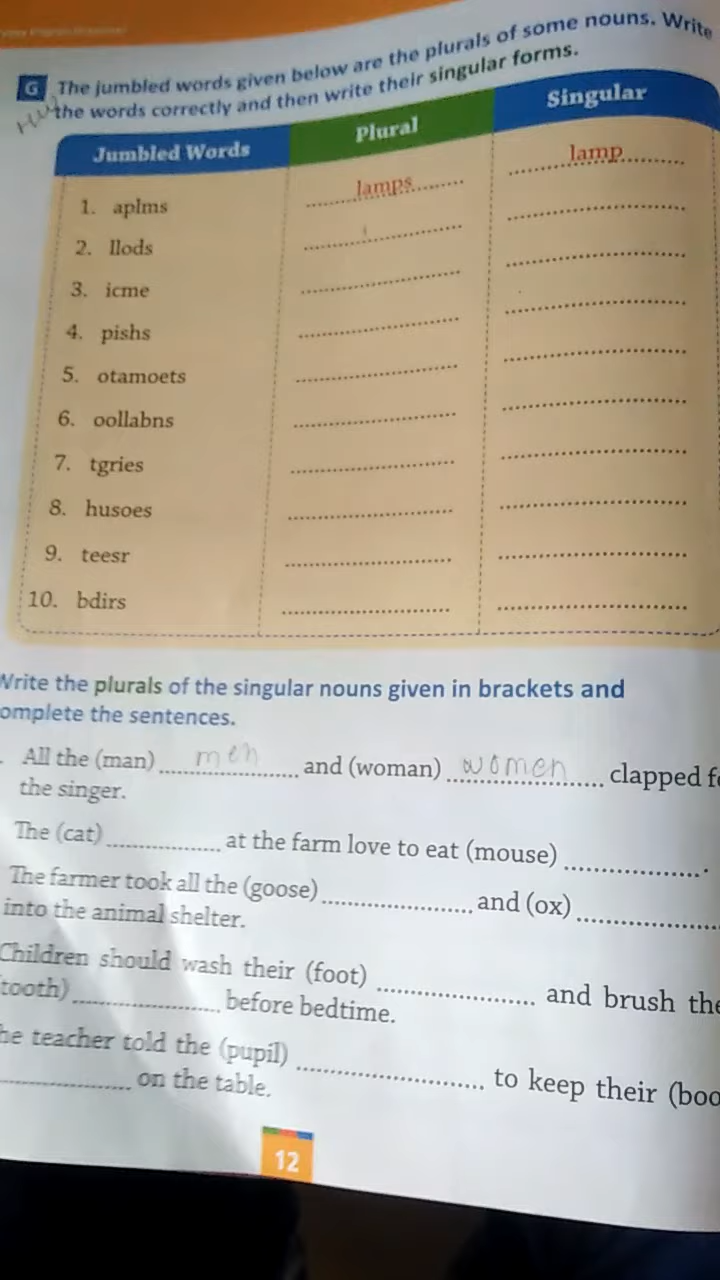 G The jumbled words given below are the plurals of some nouns. Write
the words correctly and then write their singular forms.
Jumbled Words Plural Singular
1. aplms lamps lamp
2. llods
3. icme
4. pishs
5. otamoets
6. oollabns
7. tgries
8. husoes
9. teesr
10. bdirs
Write the plurals of the singular nouns given in brackets and
omplete the sentences.
All the (man) men and (woman) women clapped fo
the singer.
The (cat) at the farm love to eat (mouse) .
The farmer took all the (goose) and (ox)
into the animal shelter.
Children should wash their (foot) and brush the
tooth) before bedtime.
he teacher told the (pupil) to keep their (boo
on the table.
12